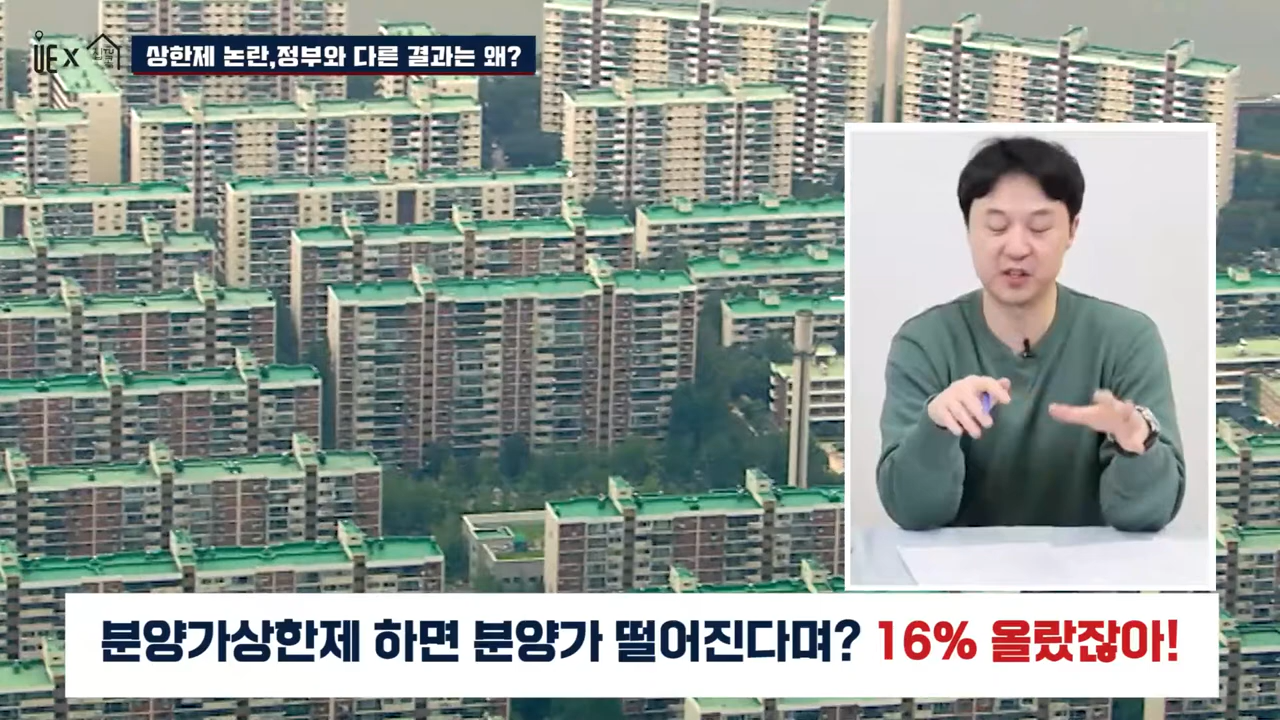 UE X
상한제 논란,정부와 다른 결과는 왜?
분양가상한제 하면 분양가 떨어진다며? 16% 올랐잖아!